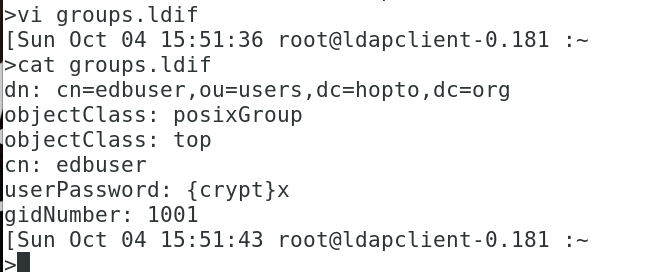 >vi groups.ldif
[Sun Oct 04 15:51:36 root@ldapclient-0.181 :~
>cat groups.ldif
dn: cn=edbuser,ou=users,dc=hopto,dc=org
objectClass: posixGroup
objectClass: top
cn: edbuser
userPassword: {crypt}x
gidNumber: 1001
[Sun Oct 04 15:51:43 root@ldapclient-0.181 :~
>